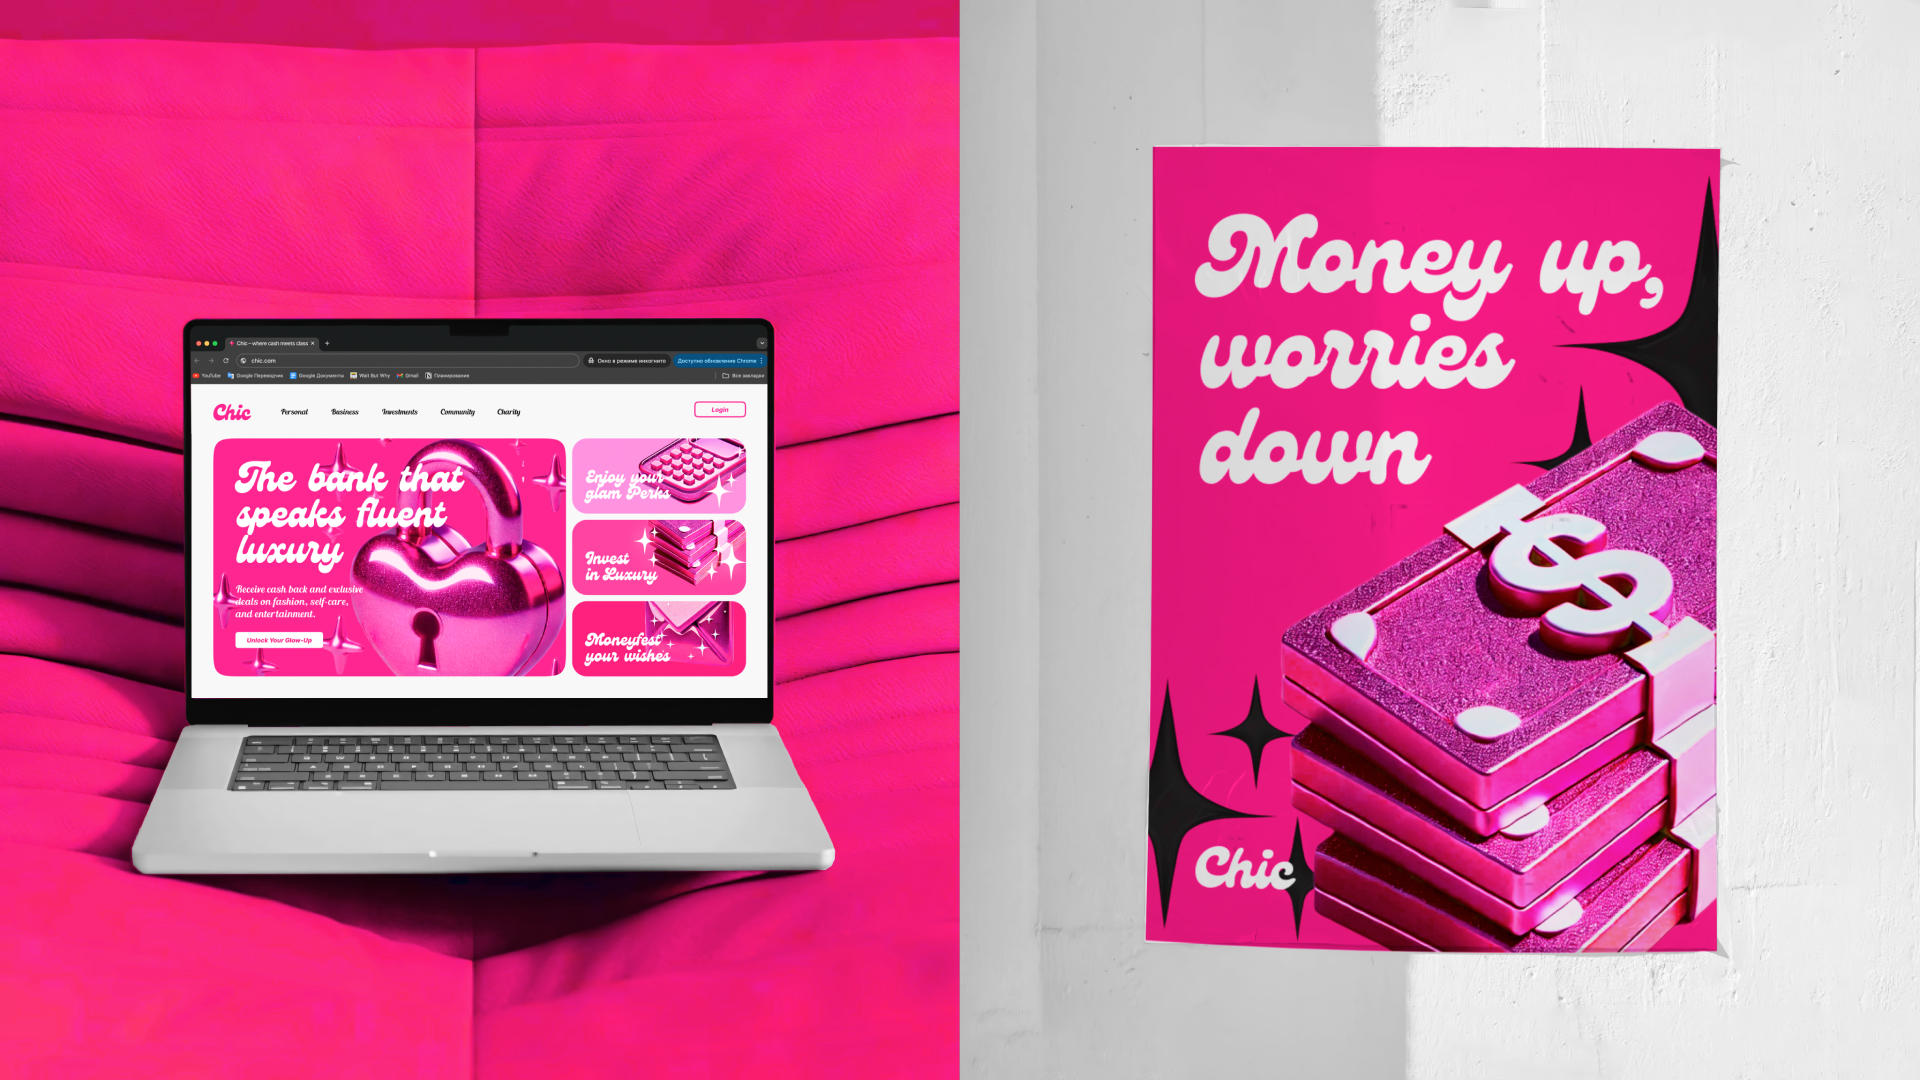 Chic – where cash meets class
chic.com
Окно в режиме инкогнито
Доступно обновление Chrome
YouTube
Google Переводчик
Google Документы
Wait But Why
Gmail
Планирование
Все закладки
Chic
Personal
Business
Investments
Community
Charity
Login
The bank that
speaks fluent
luxury
Receive cash back and exclusive
deals on fashion, self-care,
and entertainment.
Unlock Your Glow-Up
Enjoy your
glam Perks
Invest
in Luxury
Moneyfest
your wishes
Money up,
worries
down
$
Chic